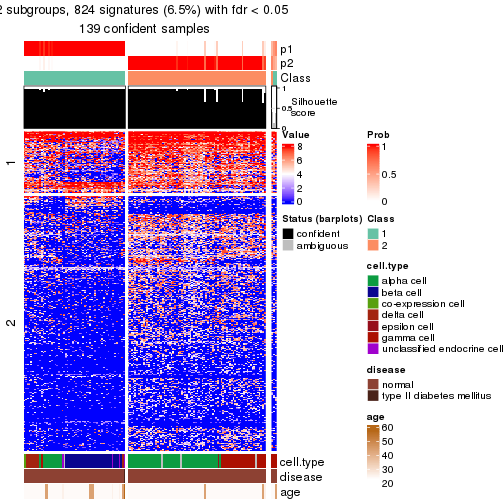 2 subgroups, 824 signatures (6.5%) with fdr < 0.05
139 confident samples
p1
p2
Class
1
0.5
0
Silhouette
score
1
2
cell.type
disease
age
Value
8
6
4
2
0
Prob
1
0.5
0
Status (barplots)
confident
ambiguous
Class
1
2
cell.type
alpha cell
beta cell
co-expression cell
delta cell
epsilon cell
gamma cell
unclassified endocrine cell
disease
normal
type II diabetes mellitus
age
60
50
40
30
20